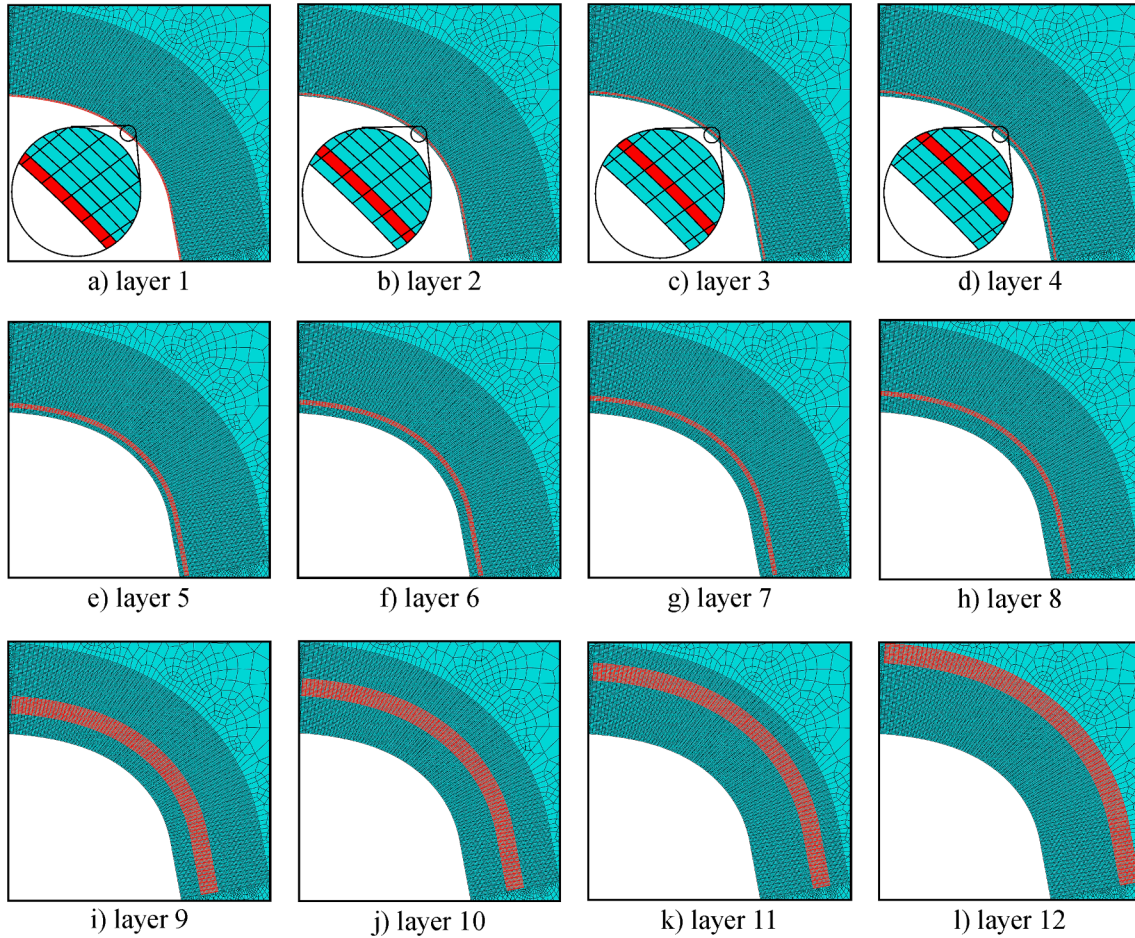 a) layer 1
b) layer 2
c) layer 3
d) layer 4
e) layer 5
f) layer 6
g) layer 7
h) layer 8
i) layer 9
j) layer 10
k) layer 11
l) layer 12